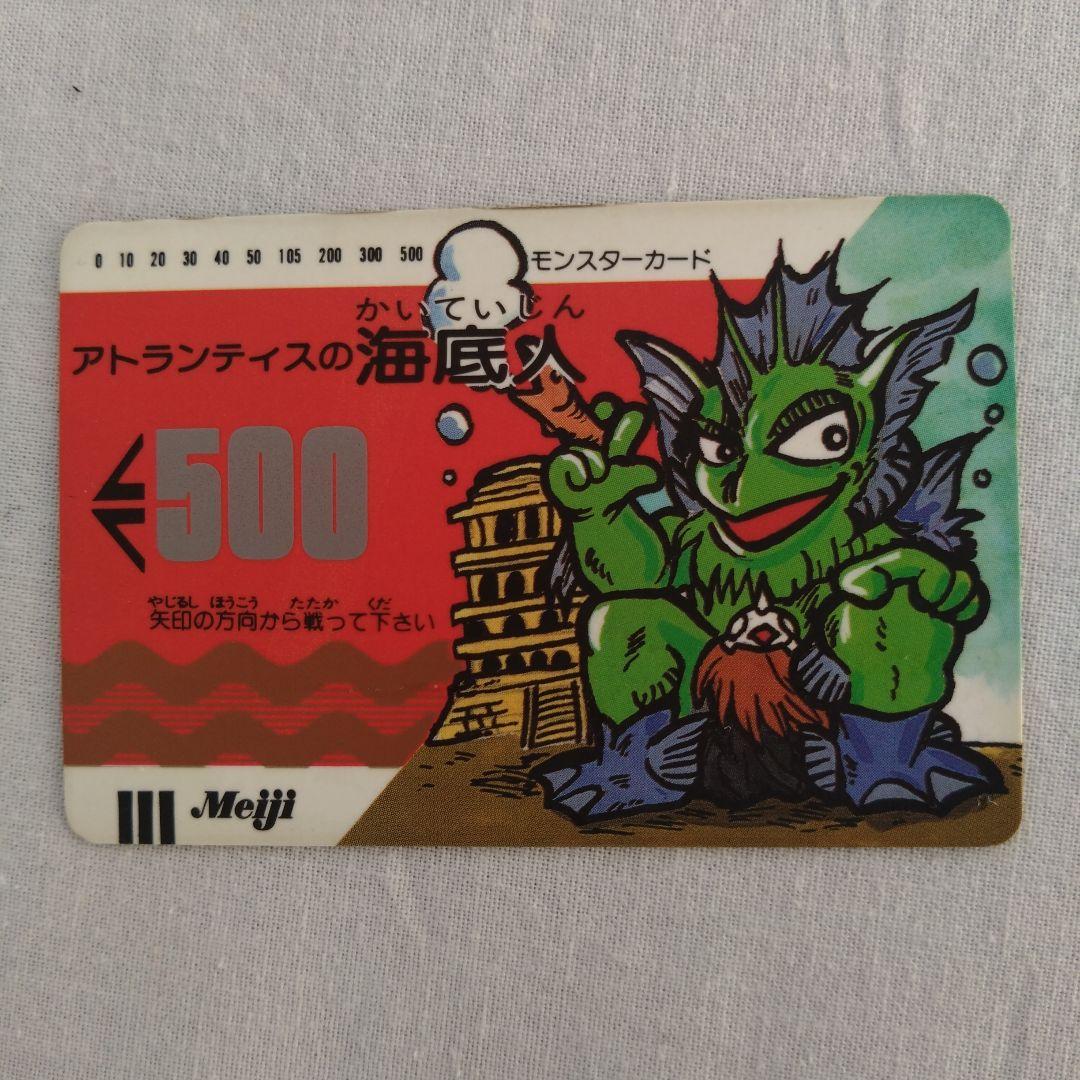 0 10 20 30 40 50 105 200 300 500
モンスターカード
かいていじん
アトランティスの海底人
500
やじるし ほうこう たたか くだ
矢印の方向から戦って下さい
Meiji